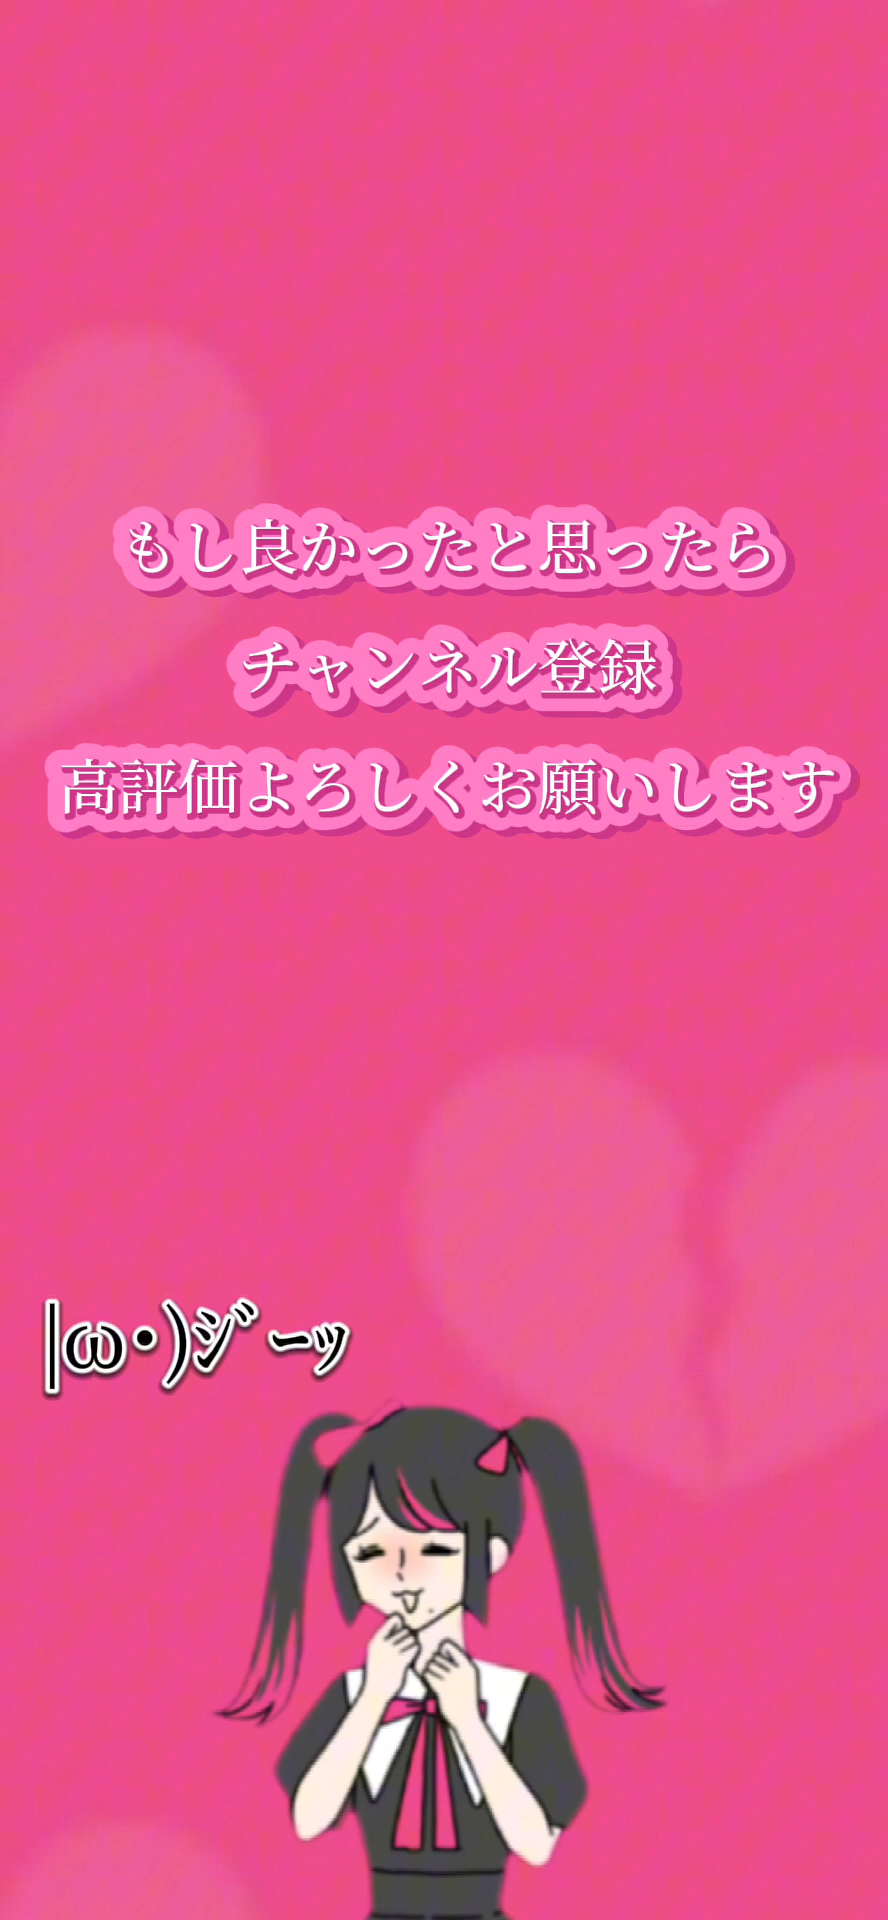 もし良かったと思ったら
チャンネル登録
高評価よろしくお願いします
|ω･)ｼﾞｰｯ